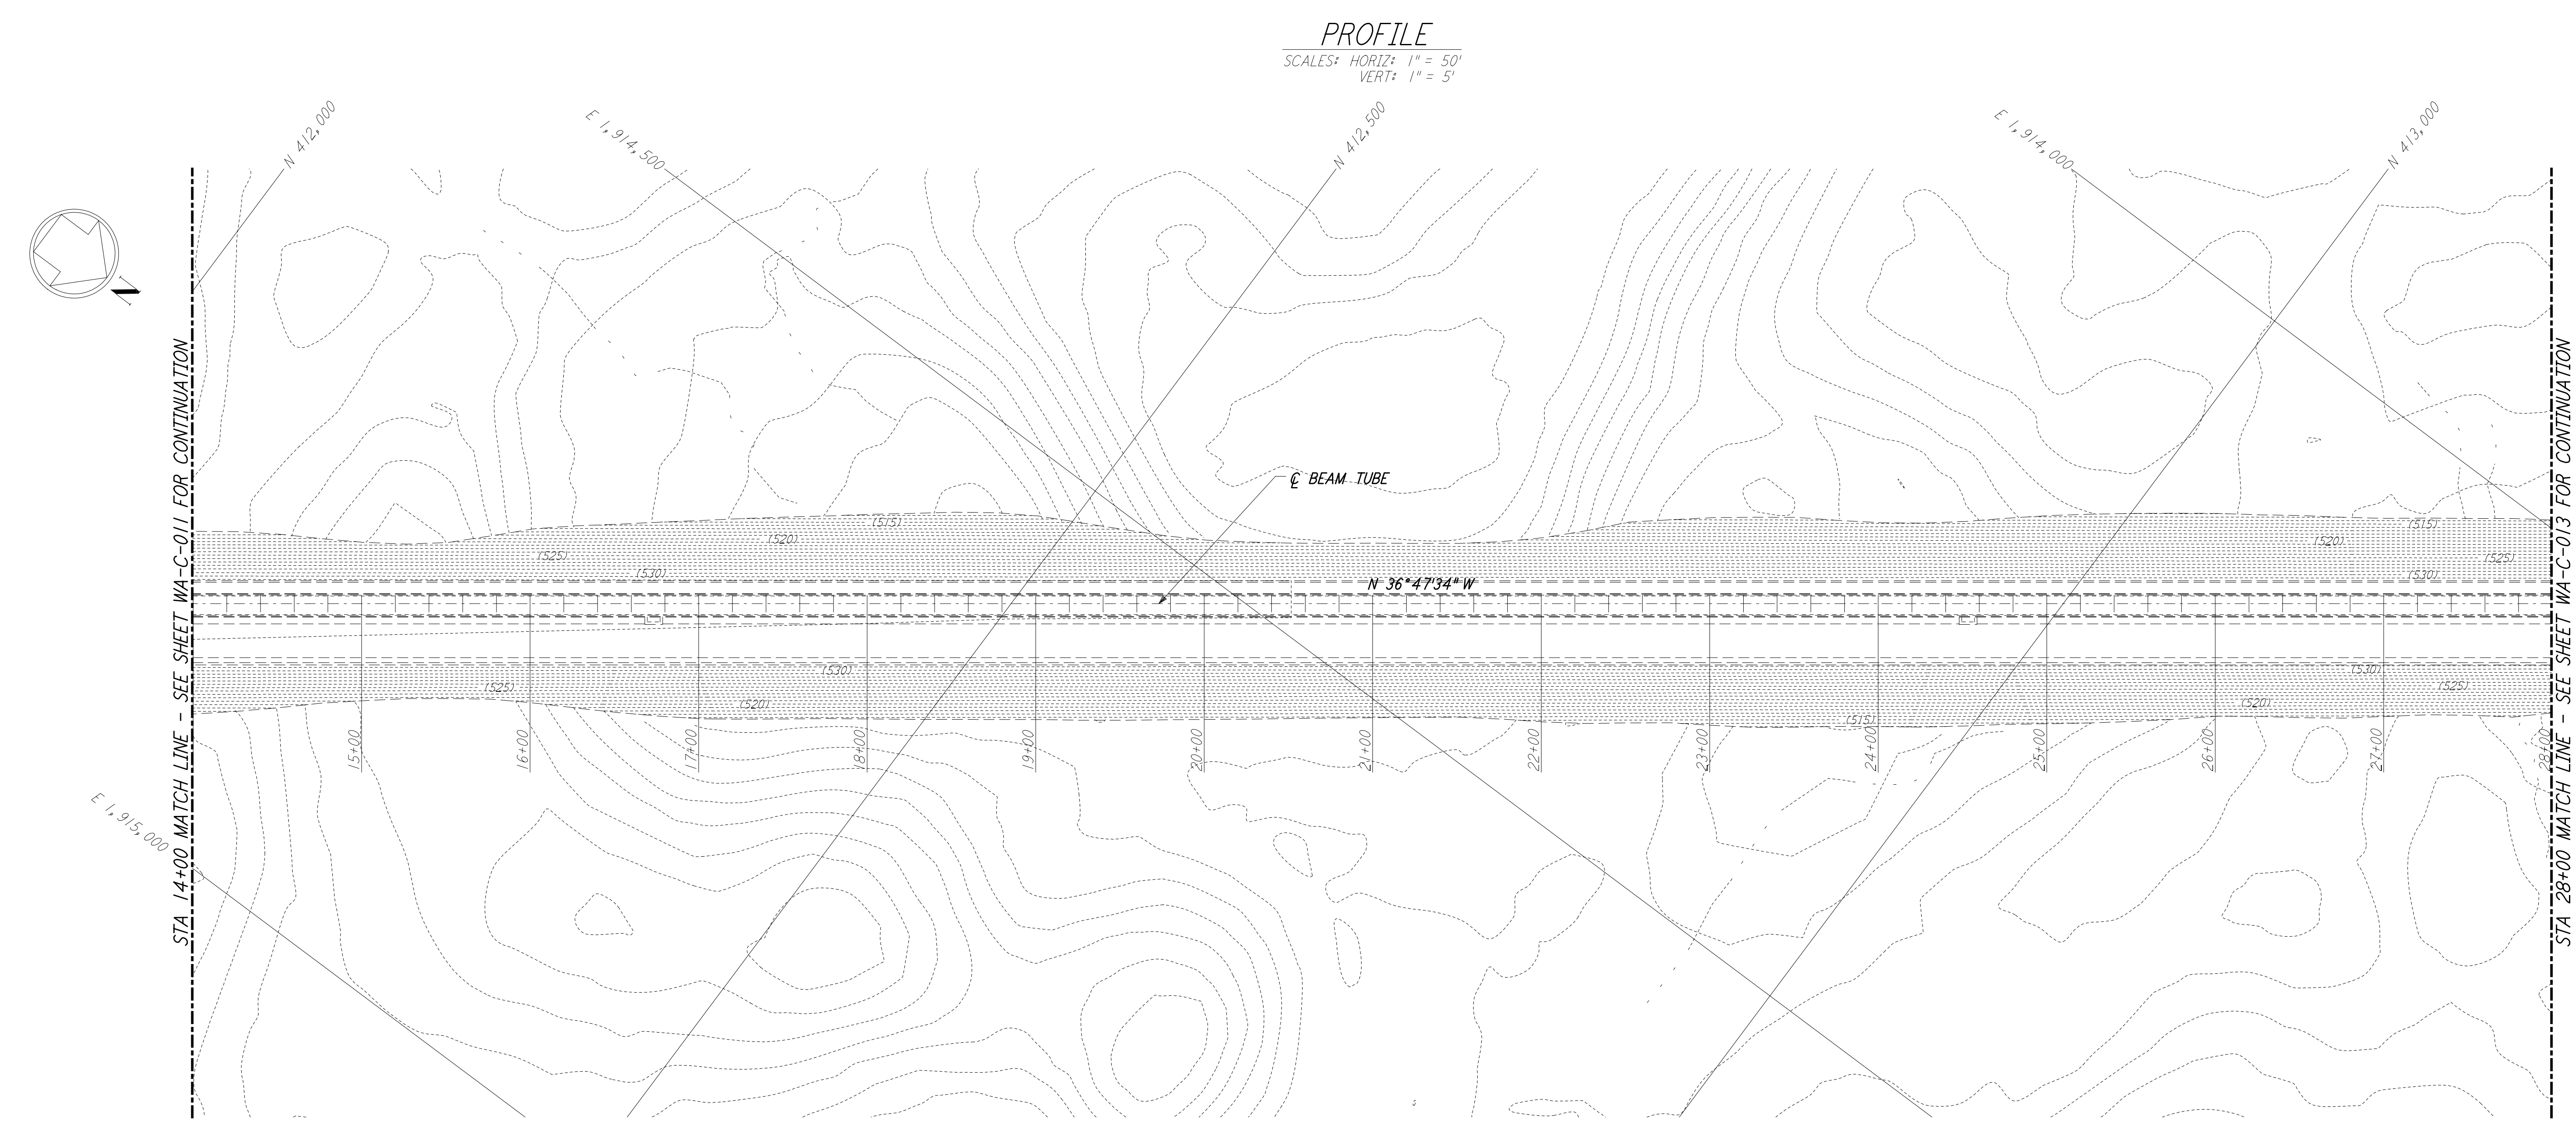 PROFILE
SCALES: HORIZ: 1" = 50'
VERT: 1" = 5'
N 412,000
E 1,914,500
N 412,500
E 1,914,000
N 413,000
N
STA 14+00 MATCH LINE - SEE SHEET WA-C-011 FOR CONTINUATION
STA 28+00 MATCH LINE - SEE SHEET WA-C-013 FOR CONTINUATION
℄ BEAM TUBE
(515)
(515)
(520)
(520)
(525)
(525)
(530)
(530)
N 36°47'34" W
(530)
(530)
(525)
(525)
(520)
(520)
(515)
15+00
16+00
17+00
18+00
19+00
20+00
21+00
22+00
23+00
24+00
25+00
26+00
27+00
28+00
E 1,915,000